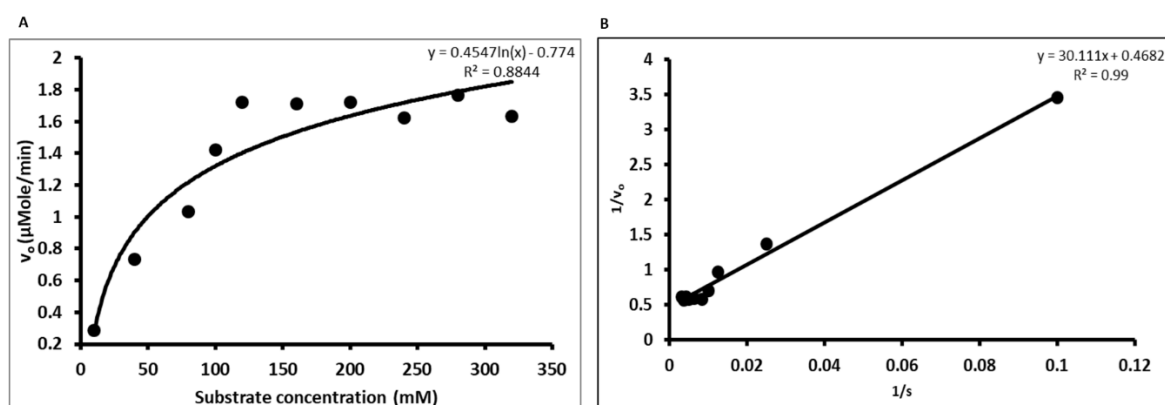 A
y = 0.4547ln(x) - 0.774
R² = 0.8844
2
1.8
1.6
1.4
1.2
1
0.8
0.6
0.4
0.2
vₒ (µMole/min)
0 50 100 150 200 250 300 350
Substrate concentration (mM)
B
y = 30.111x + 0.4682
R² = 0.99
4
3.5
3
2.5
2
1.5
1
0.5
0
1/vₒ
0 0.02 0.04 0.06 0.08 0.1 0.12
1/s